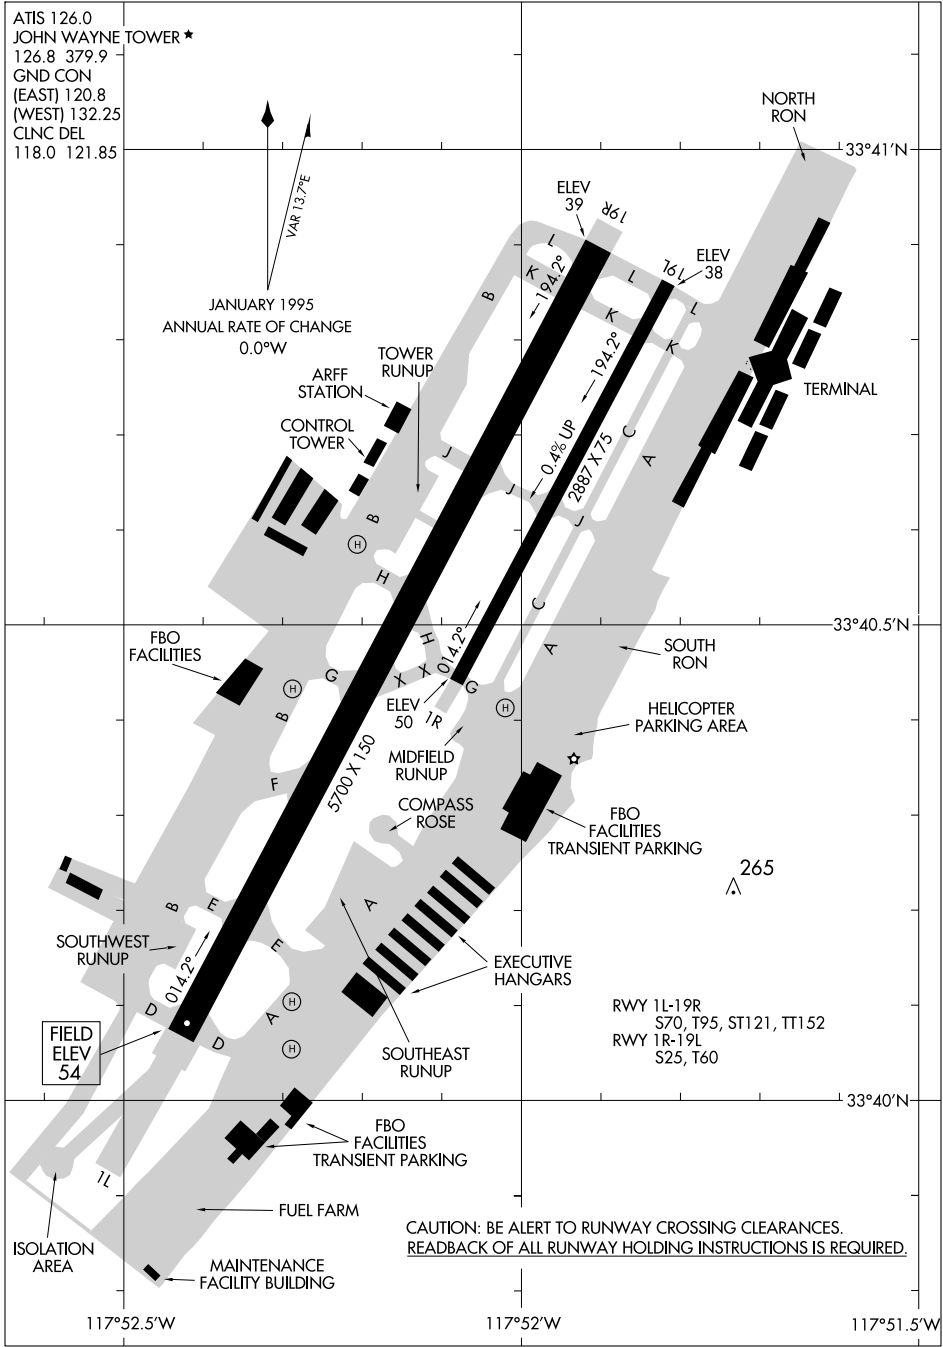 ATIS 126.0
JOHN WAYNE TOWER
126.8 379.9
GND CON
(EAST) 120.8
(WEST) 132.25
CLNC DEL
118.0 121.85
VAR 13.7°E
JANUARY 1995
ANNUAL RATE OF CHANGE
0.0°W
NORTH
RON
33°41'N
ELEV
39
19R
ELEV
38
19L
L
L
L
K
K
K
B
194.2°
194.2°
TOWER
RUNUP
ARFF
STATION
CONTROL
TOWER
TERMINAL
0.4% UP
2887 X 75
C
A
J
J
J
B
H
H
H
C
A
014.2°
33°40.5'N
FBO
FACILITIES
H
G
X
X
G
B
ELEV
50
1R
H
SOUTH
RON
HELICOPTER
PARKING AREA
MIDFIELD
RUNUP
5700 X 150
F
COMPASS
ROSE
FBO
FACILITIES
TRANSIENT PARKING
265
B
E
E
A
SOUTHWEST
RUNUP
014.2°
EXECUTIVE
HANGARS
D
D
A
H
H
FIELD
ELEV
54
SOUTHEAST
RUNUP
RWY 1L-19R
S70, T95, ST121, TT152
RWY 1R-19L
S25, T60
33°40'N
FBO
FACILITIES
TRANSIENT PARKING
1L
FUEL FARM
ISOLATION
AREA
MAINTENANCE
FACILITY BUILDING
CAUTION: BE ALERT TO RUNWAY CROSSING CLEARANCES.
READBACK OF ALL RUNWAY HOLDING INSTRUCTIONS IS REQUIRED.
117°52.5'W
117°52'W
117°51.5'W